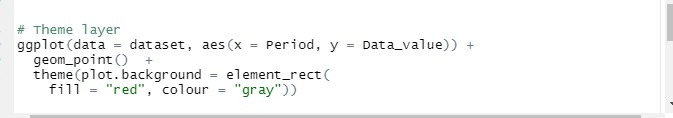 # Theme layer
ggplot(data = dataset, aes(x = Period, y = Data_value)) +
  geom_point()  +
  theme(plot.background = element_rect(
    fill = "red", colour = "gray"))